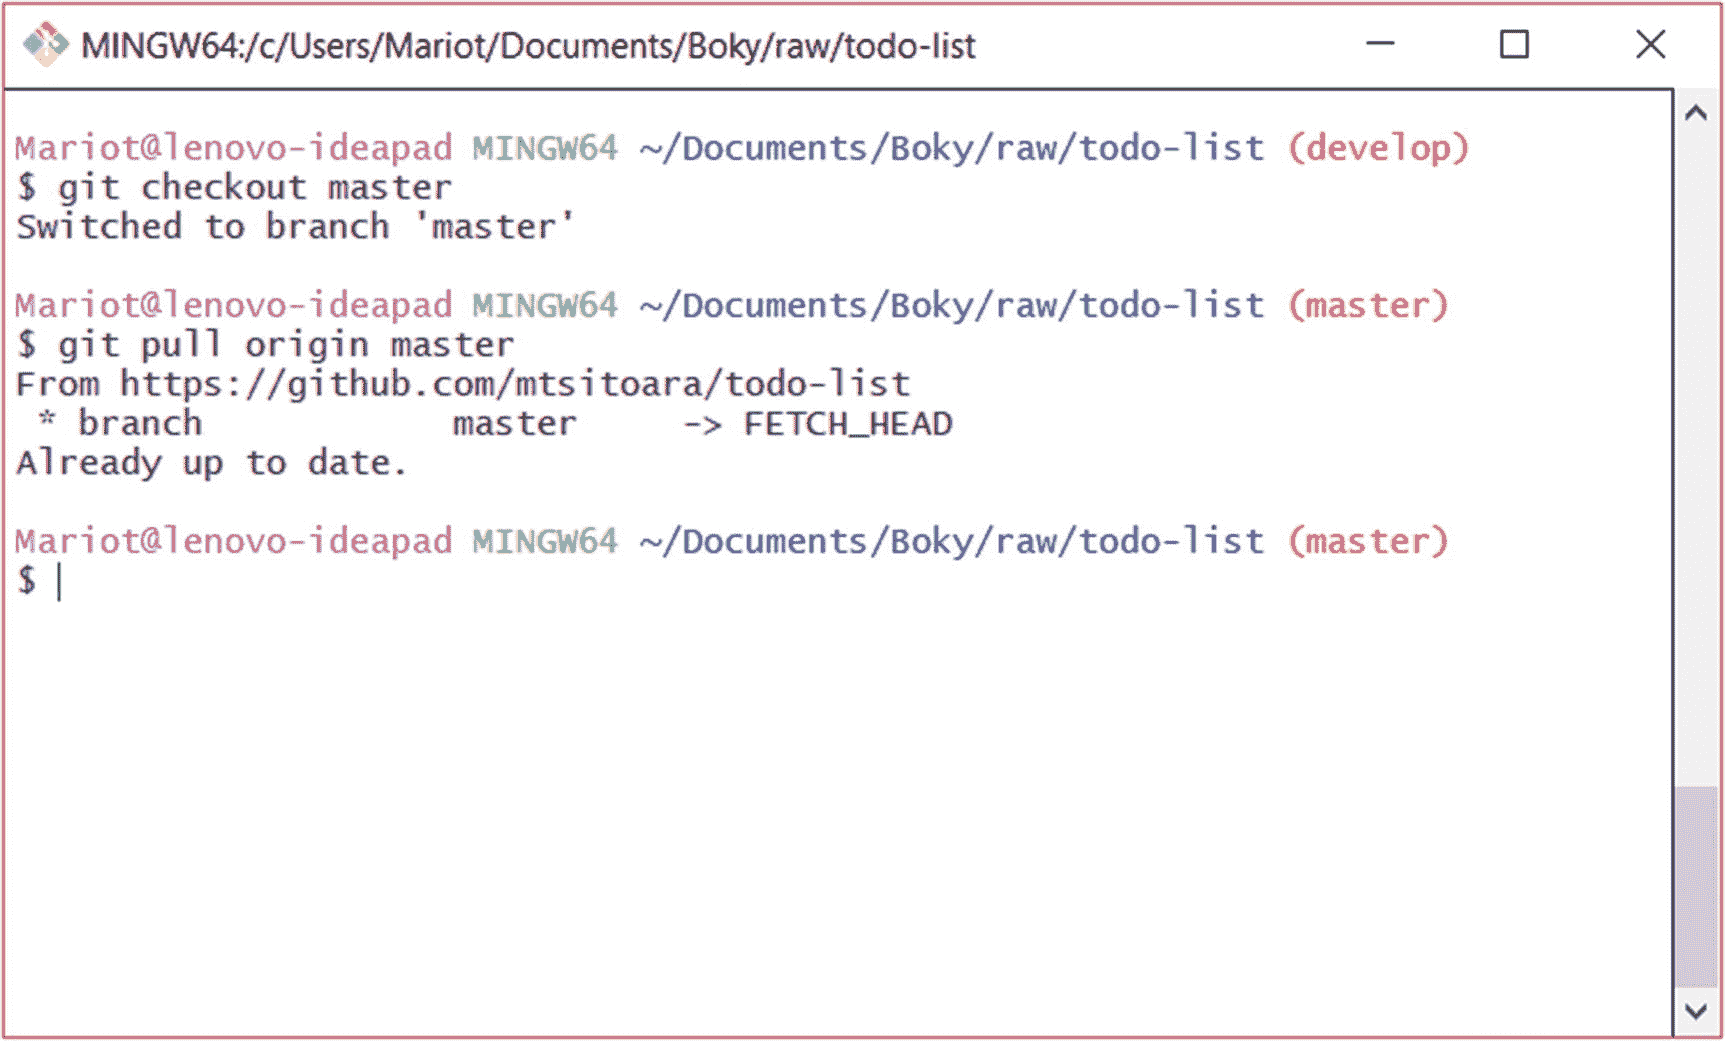 MINGW64:/c/Users/Mariot/Documents/Boky/raw/todo-list
Mariot@lenovo-ideapad MINGW64 ~/Documents/Boky/raw/todo-list (develop)
$ git checkout master
Switched to branch 'master'
Mariot@lenovo-ideapad MINGW64 ~/Documents/Boky/raw/todo-list (master)
$ git pull origin master
From https://github.com/mtsitoara/todo-list
 * branch            master     -> FETCH_HEAD
Already up to date.
Mariot@lenovo-ideapad MINGW64 ~/Documents/Boky/raw/todo-list (master)
$